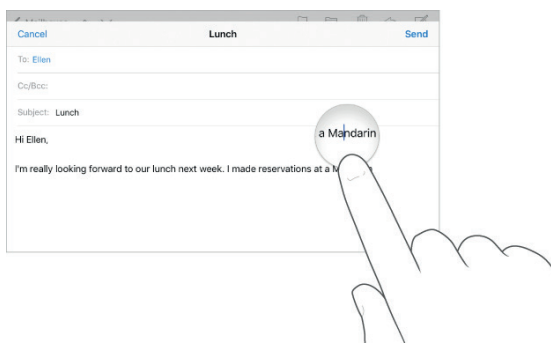 Cancel Lunch Send
To: Ellen
Cc/Bcc:
Subject: Lunch
a Mandarin
Hi Ellen,
I'm really looking forward to our lunch next week. I made reservations at a